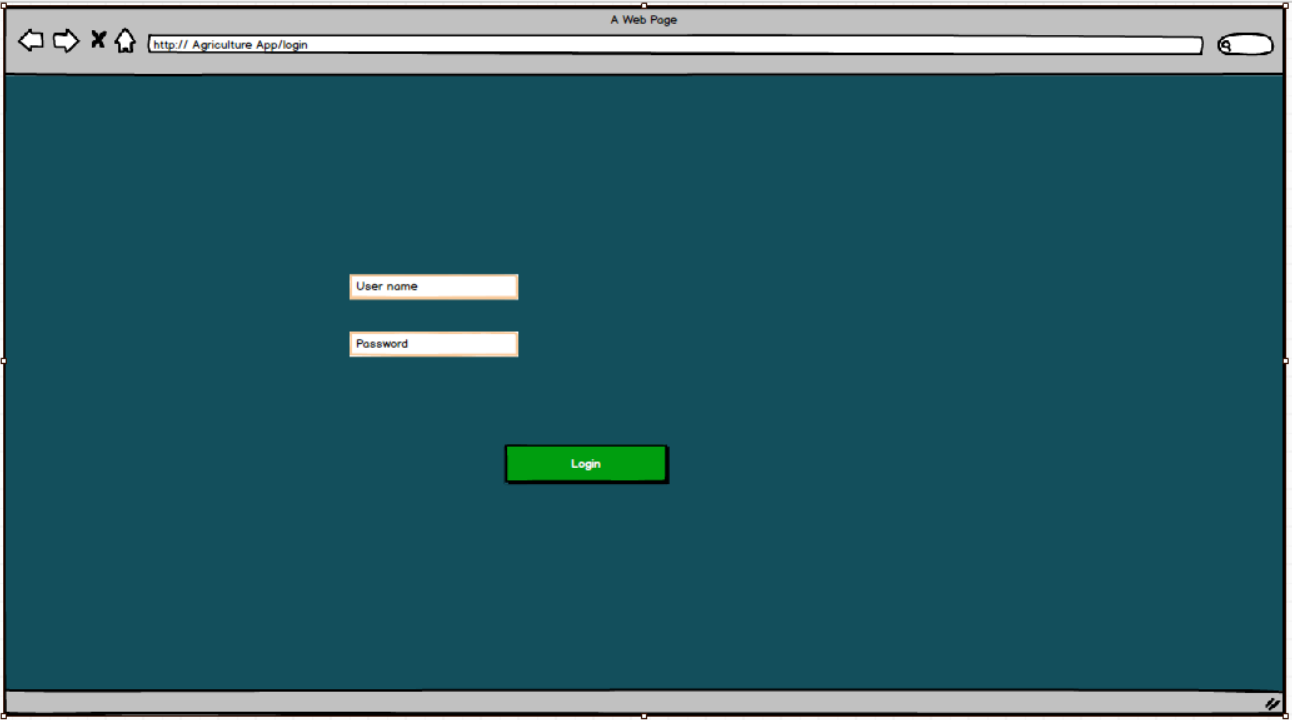 A Web Page
http:// Agriculture App/login
User name
Password
Login